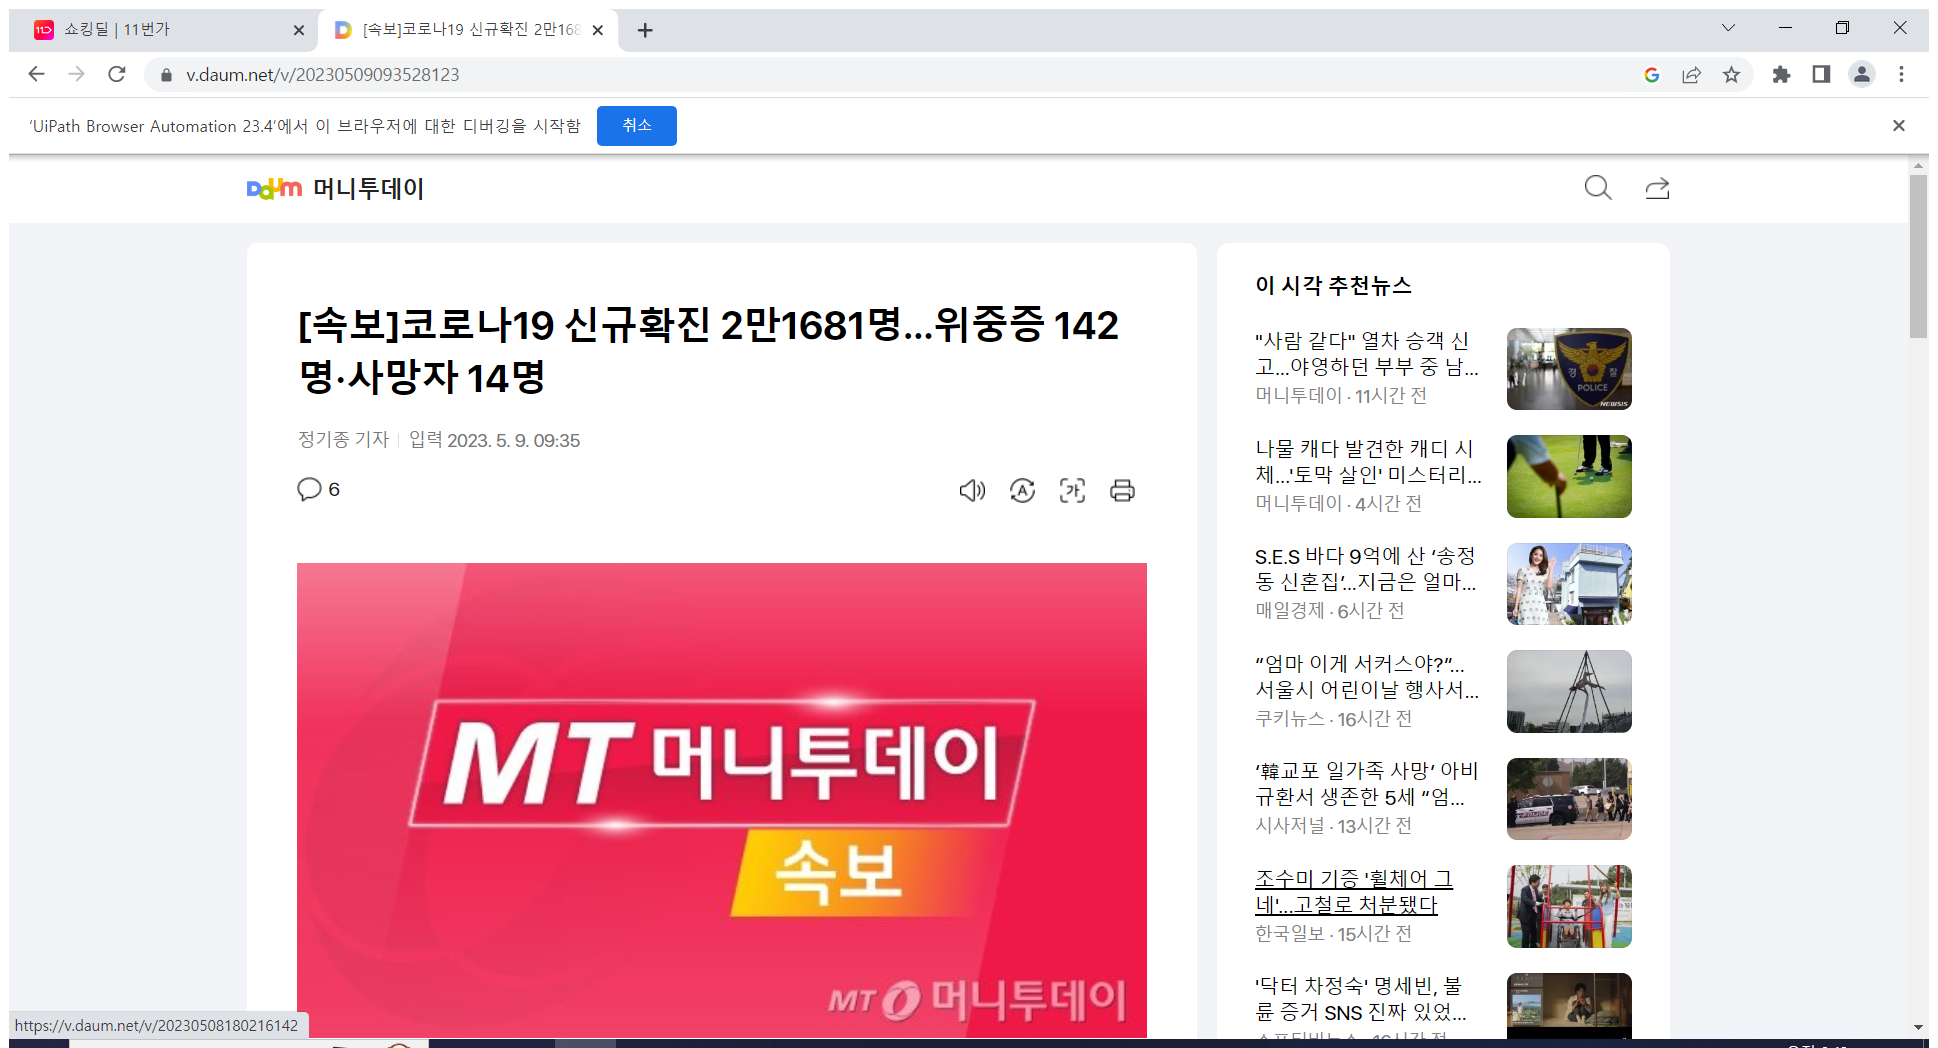 쇼킹딜 | 11번가
[속보]코로나19 신규확진 2만168
v.daum.net/v/20230509093528123
'UiPath Browser Automation 23.4'에서 이 브라우저에 대한 디버깅을 시작함
취소
Daum 머니투데이
[속보]코로나19 신규확진 2만1681명...위중증 142
명·사망자 14명
정기종 기자
입력 2023. 5. 9. 09:35
6
가
MT 머니투데이
속보
MT 머니투데이
이 시각 추천뉴스
"사람 같다" 열차 승객 신
고...야영하던 부부 중 남...
머니투데이 · 11시간 전
경찰
POLICE
NEWSIS
나물 캐다 발견한 캐디 시
체...'토막 살인' 미스터리...
머니투데이 · 4시간 전
S.E.S 바다 9억에 산 '송정
동 신혼집'...지금은 얼마...
매일경제 · 6시간 전
"엄마 이게 서커스야?"...
서울시 어린이날 행사서...
쿠키뉴스 · 16시간 전
'韓교포 일가족 사망' 아비
규환서 생존한 5세 "엄...
시사저널 · 13시간 전
조수미 기증 '휠체어 그
네'...고철로 처분됐다
한국일보 · 15시간 전
'닥터 차정숙' 명세빈, 불
륜 증거 SNS 진짜 있었...
https://v.daum.net/v/20230508180216142